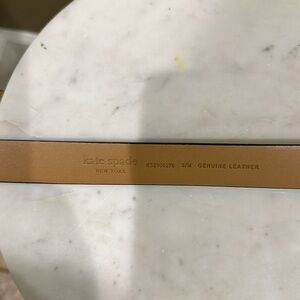 kate spade
NEW YORK
S/M GENUINE LEATHER